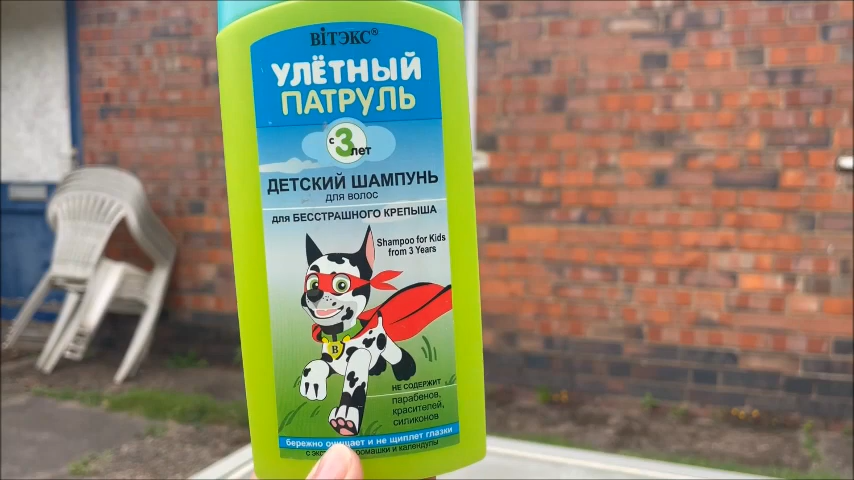 ВіТЭКС®
УЛЁТНЫЙ
ПАТРУЛЬ
с 3 лет
ДЕТСКИЙ ШАМПУНЬ
для волос
для БЕССТРАШНОГО КРЕПЫША
Shampoo for Kids
from 3 Years
В
НЕ СОДЕРЖИТ
парабенов,
красителей,
силиконов
бережно очищает и не щиплет глазки
с ромашки и календулы